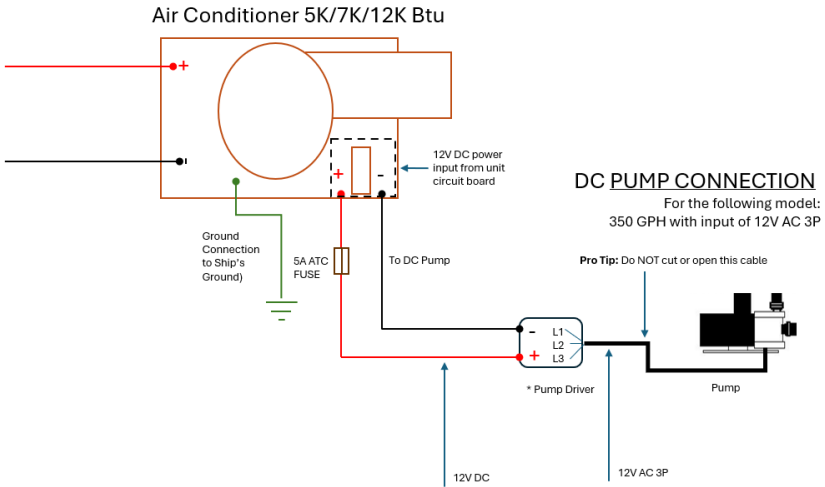 Air Conditioner 5K/7K/12K Btu
+
-
12V DC power
input from unit
circuit board
DC PUMP CONNECTION
For the following model:
350 GPH with input of 12V AC 3P
Ground
Connection
to Ship's
Ground)
5A ATC
FUSE
To DC Pump
Pro Tip: Do NOT cut or open this cable
-
+
L1
L2
L3
* Pump Driver
Pump
12V DC
12V AC 3P
+